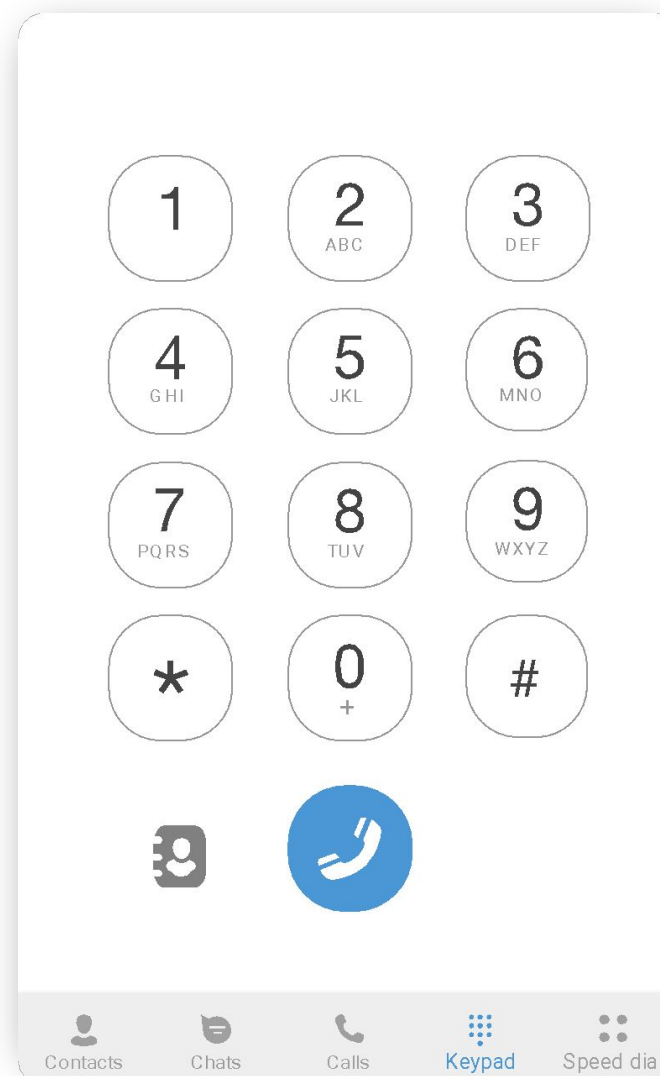 1 2 3
ABC DEF
4 5 6
GHI JKL MNO
7 8 9
PQRS TUV WXYZ
* 0 #
+
Contacts Chats Calls Keypad Speed dia